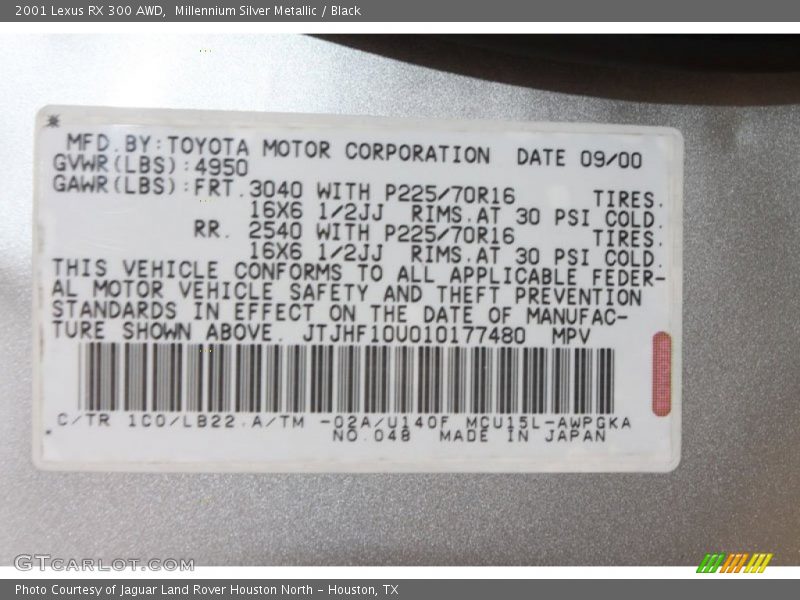 2001 Lexus RX 300 AWD,  Millennium Silver Metallic / Black
MFD.BY:TOYOTA MOTOR CORPORATION  DATE 09/00
GVWR(LBS):4950
GAWR(LBS):FRT.3040 WITH P225/70R16 TIRES.
16X6 1/2JJ RIMS.AT 30 PSI COLD.
RR. 2540 WITH P225/70R16 TIRES.
16X6 1/2JJ RIMS.AT 30 PSI COLD.
THIS VEHICLE CONFORMS TO ALL APPLICABLE FEDER-
AL MOTOR VEHICLE SAFETY AND THEFT PREVENTION
STANDARDS IN EFFECT ON THE DATE OF MANUFAC-
TURE SHOWN ABOVE. JTJHF10U010177480 MPV
C/TR 1C0/LB22.A/TM -02A/U140F MCU15L-AWPGKA
NO.048 MADE IN JAPAN
GTcarlot.com
Photo Courtesy of Jaguar Land Rover Houston North - Houston, TX